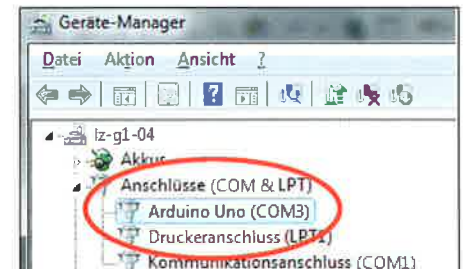 Geräte-Manager
Datei Aktion Ansicht ?
lz-g1-04
Akkus
Anschlüsse (COM & LPT)
Arduino Uno (COM3)
Druckeranschluss (LPT1)
Kommunikationsanschluss (COM1)